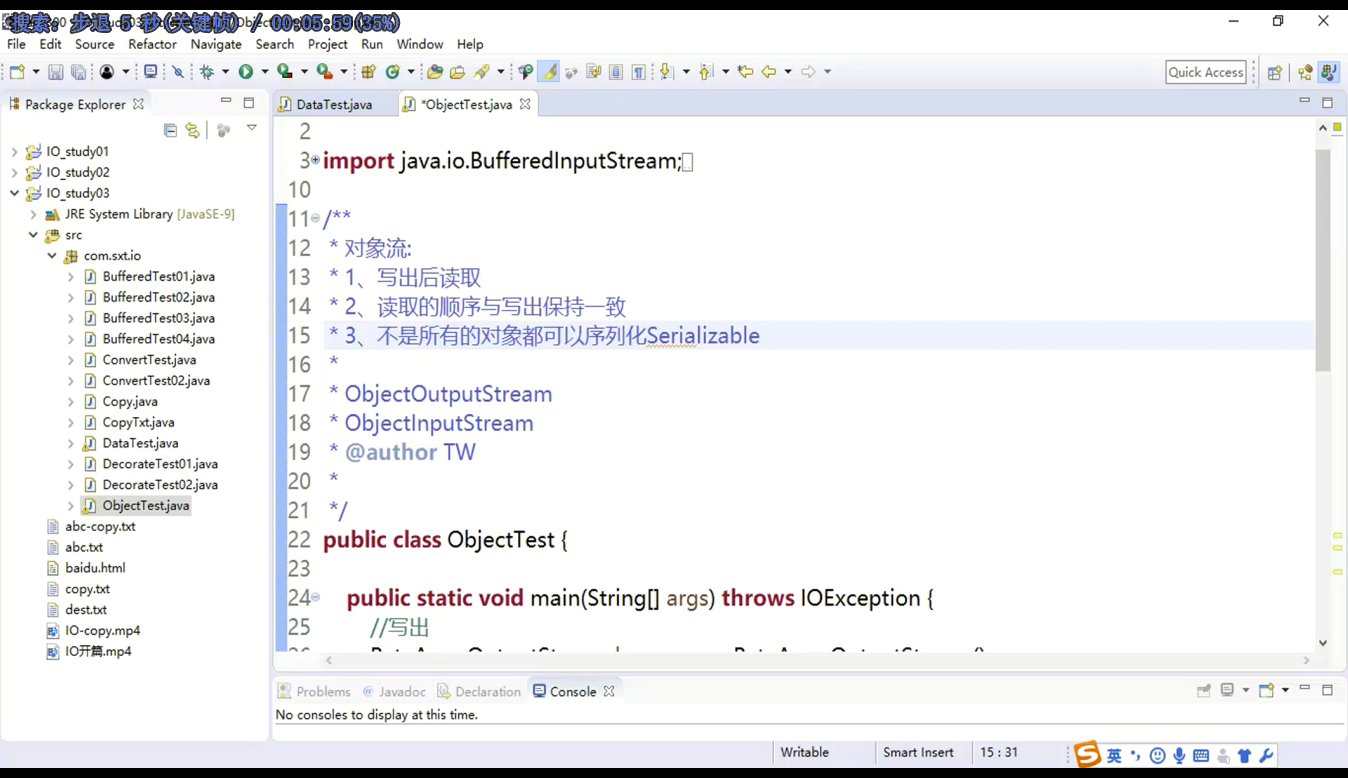 搜索: 步退 5 秒(关键帧) / 00:05:59(35%)
File Edit Source Refactor Navigate Search Project Run Window Help
Quick Access
Package Explorer
DataTest.java
*ObjectTest.java
IO_study01
IO_study02
IO_study03
JRE System Library [JavaSE-9]
src
com.sxt.io
BufferedTest01.java
BufferedTest02.java
BufferedTest03.java
BufferedTest04.java
ConvertTest.java
ConvertTest02.java
Copy.java
CopyTxt.java
DataTest.java
DecorateTest01.java
DecorateTest02.java
ObjectTest.java
abc-copy.txt
abc.txt
baidu.html
copy.txt
dest.txt
IO-copy.mp4
IO开篇.mp4
2
3 import java.io.BufferedInputStream;
10
11 /**
12 * 对象流:
13 * 1、写出后读取
14 * 2、读取的顺序与写出保持一致
15 * 3、不是所有的对象都可以序列化Serializable
16 *
17 * ObjectOutputStream
18 * ObjectInputStream
19 * @author TW
20 *
21 */
22 public class ObjectTest {
23
24 public static void main(String[] args) throws IOException {
25 //写出
Problems @ Javadoc Declaration Console
No consoles to display at this time.
Writable Smart Insert 15 : 31
英